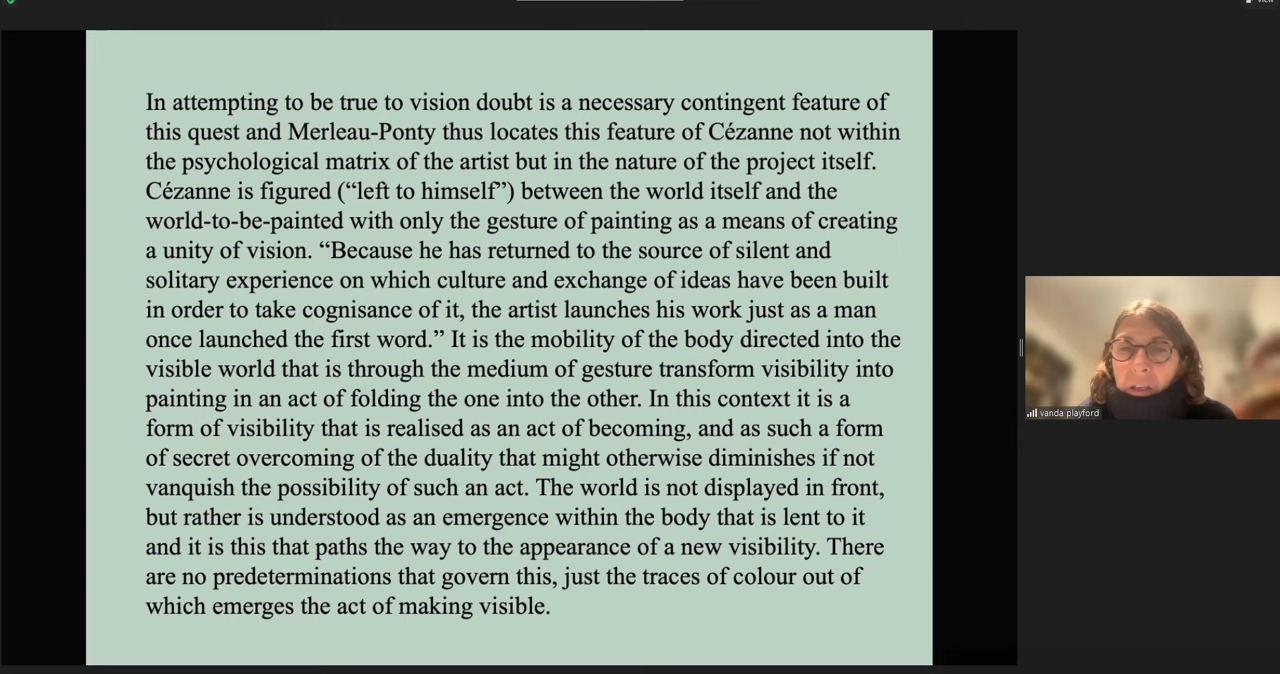 In attempting to be true to vision doubt is a necessary contingent feature of
this quest and Merleau-Ponty thus locates this feature of Cézanne not within
the psychological matrix of the artist but in the nature of the project itself.
Cézanne is figured (“left to himself”) between the world itself and the
world-to-be-painted with only the gesture of painting as a means of creating
a unity of vision. “Because he has returned to the source of silent and
solitary experience on which culture and exchange of ideas have been built
in order to take cognisance of it, the artist launches his work just as a man
once launched the first word.” It is the mobility of the body directed into the
visible world that is through the medium of gesture transform visibility into
painting in an act of folding the one into the other. In this context it is a
form of visibility that is realised as an act of becoming, and as such a form
of secret overcoming of the duality that might otherwise diminishes if not
vanquish the possibility of such an act. The world is not displayed in front,
but rather is understood as an emergence within the body that is lent to it
and it is this that paths the way to the appearance of a new visibility. There
are no predeterminations that govern this, just the traces of colour out of
which emerges the act of making visible.
vanda playford